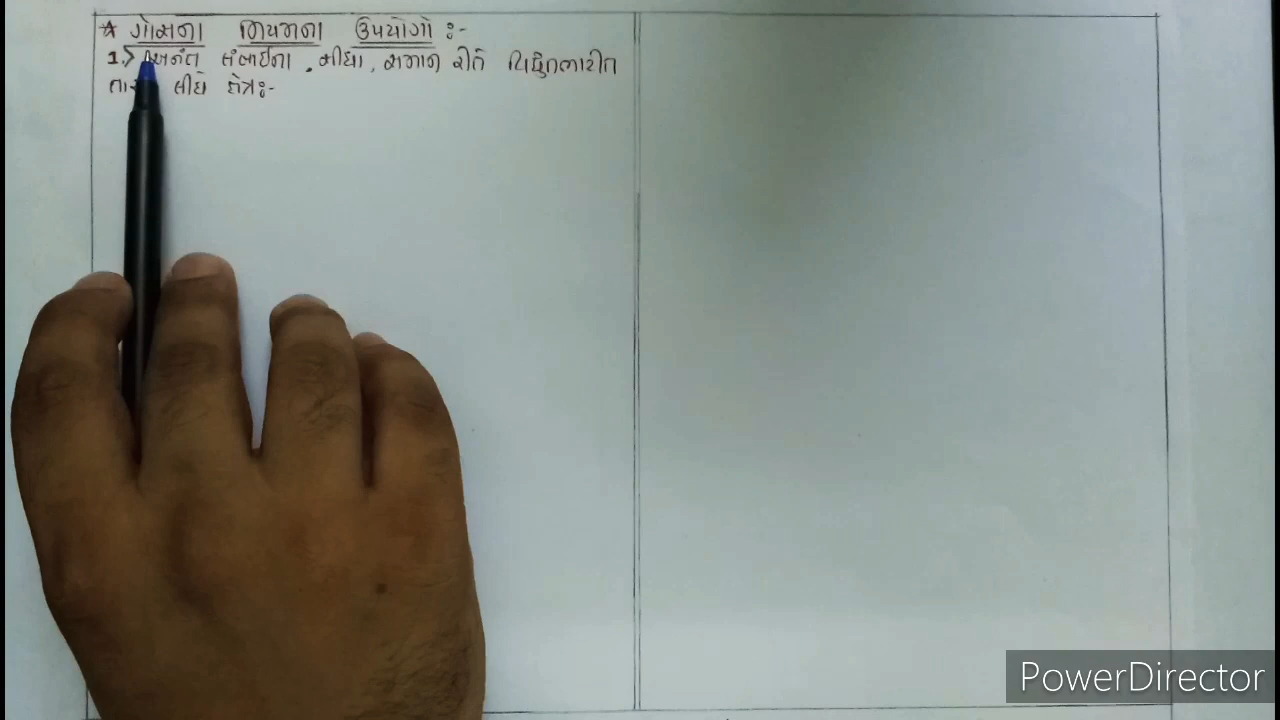 * ગોસના નિયમના ઉપયોગો :-
1.> અનંત લંબાઈના , સીધા , સમાન રીતે વિદ્યુતભારીત
લીધે ક્ષેત્ર:-
PowerDirector